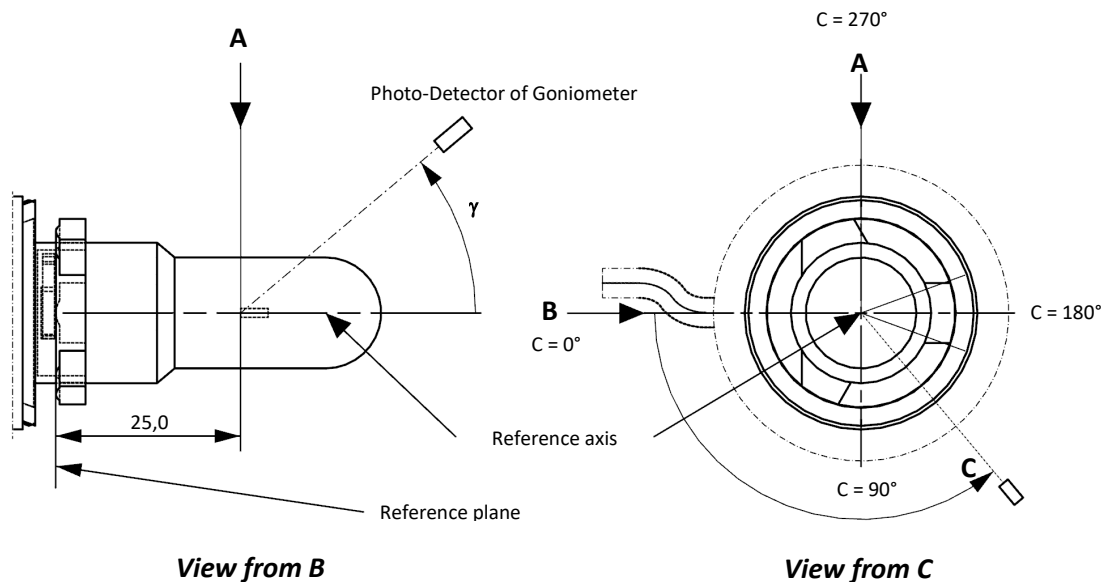 C = 270°
A
A
Photo-Detector of Goniometer
γ
B
C = 0°
C = 180°
25,0
Reference axis
C
C = 90°
Reference plane
View from B
View from C